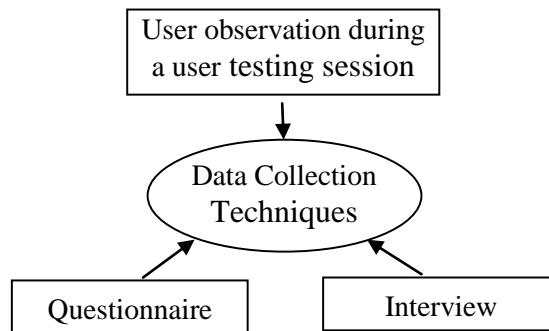 User observation during
a user testing session
Data Collection
Techniques
Questionnaire
Interview